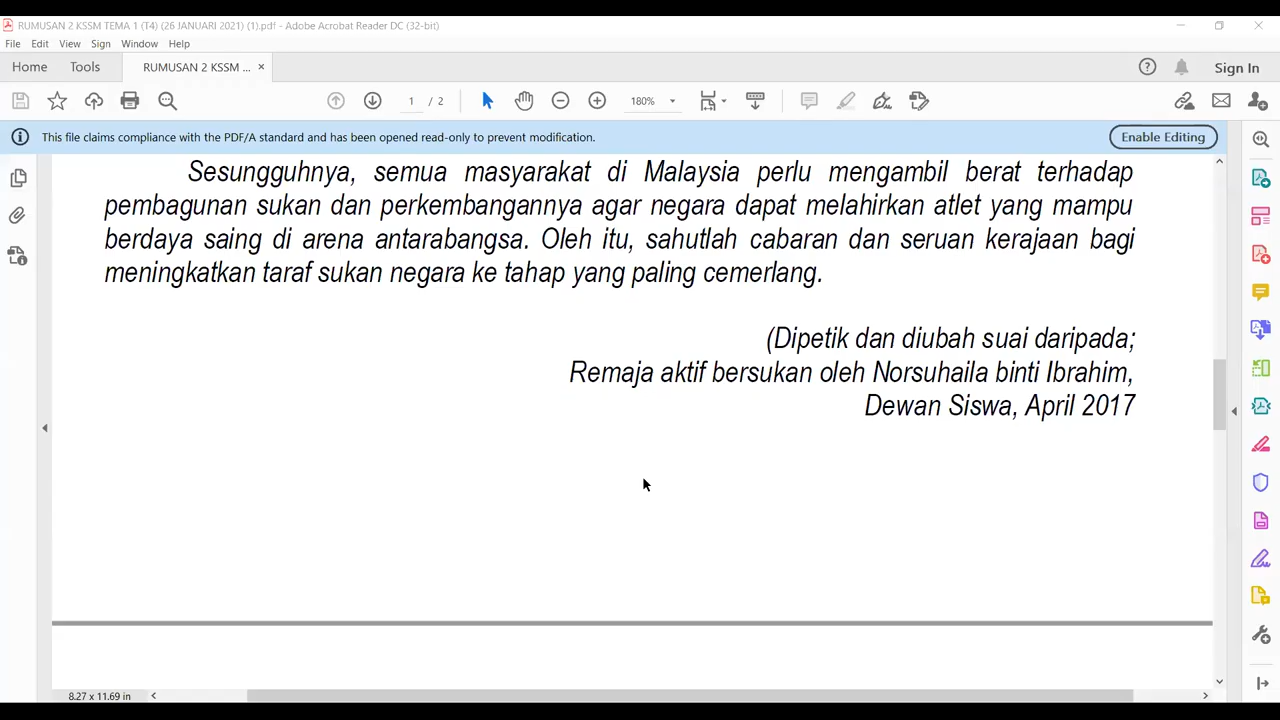 RUMUSAN 2 KSSM TEMA 1 (T4) (26 JANUARI 2021) (1).pdf - Adobe Acrobat Reader DC (32-bit)
File Edit View Sign Window Help
Home Tools RUMUSAN 2 KSSM ... × Sign In
1 / 2 180%
This file claims compliance with the PDF/A standard and has been opened read-only to prevent modification. Enable Editing
Sesungguhnya, semua masyarakat di Malaysia perlu mengambil berat terhadap
pembagunan sukan dan perkembangannya agar negara dapat melahirkan atlet yang mampu
berdaya saing di arena antarabangsa. Oleh itu, sahutlah cabaran dan seruan kerajaan bagi
meningkatkan taraf sukan negara ke tahap yang paling cemerlang.
(Dipetik dan diubah suai daripada;
Remaja aktif bersukan oleh Norsuhaila binti Ibrahim,
Dewan Siswa, April 2017
8.27 x 11.69 in